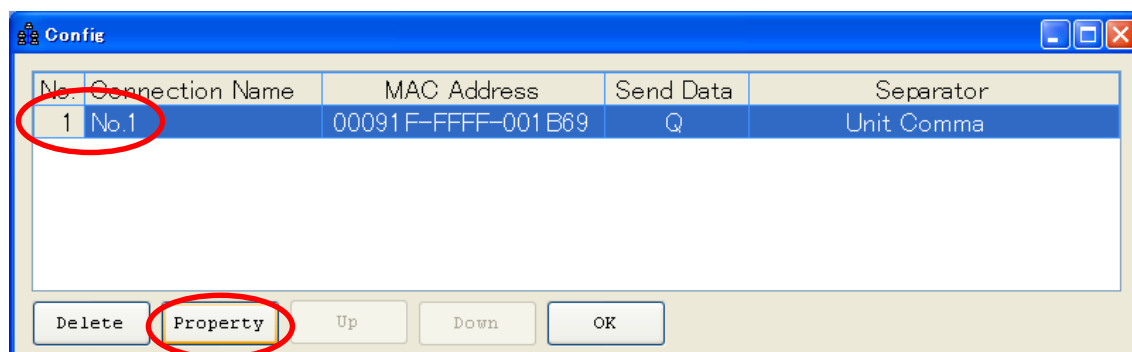 Config
No. Connection Name MAC Address Send Data Separator
1 No.1 00091F-FFFF-001B69 Q Unit Comma
Delete Property Up Down OK